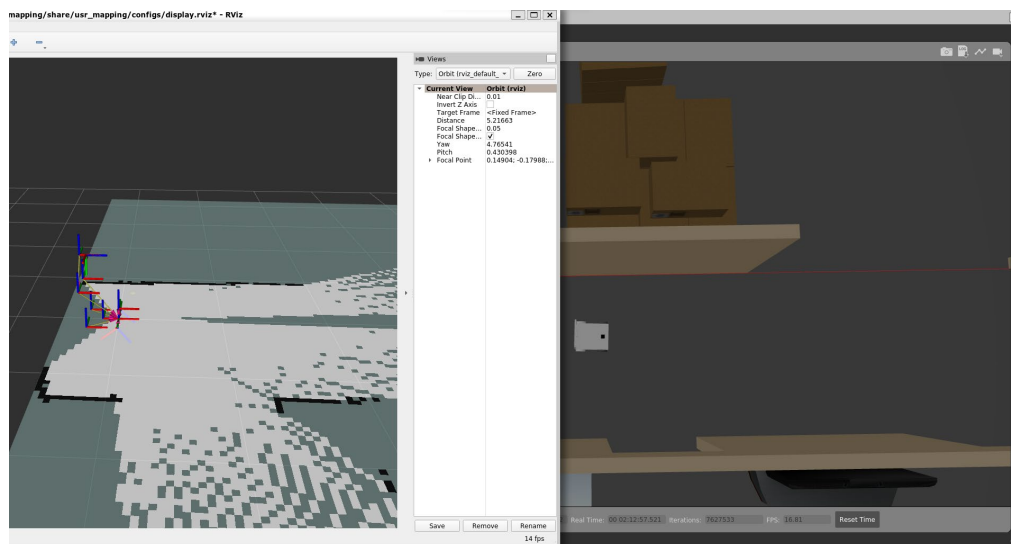 mapping/share/usr_mapping/configs/display.rviz* - RViz
Views
Type: Orbit (rviz_default_ Zero
Current View Orbit (rviz)
Near Clip Di... 0.01
Invert Z Axis
Target Frame <Fixed Frame>
Distance 5.21663
Focal Shape... 0.05
Focal Shape...
Yaw 4.76541
Pitch 0.430398
Focal Point 0.14904; -0.17988;...
Save Remove Rename
14 fps
Real Time: 00 02:12:57.521 Iterations: 7627533 FPS: 16.81 Reset Time